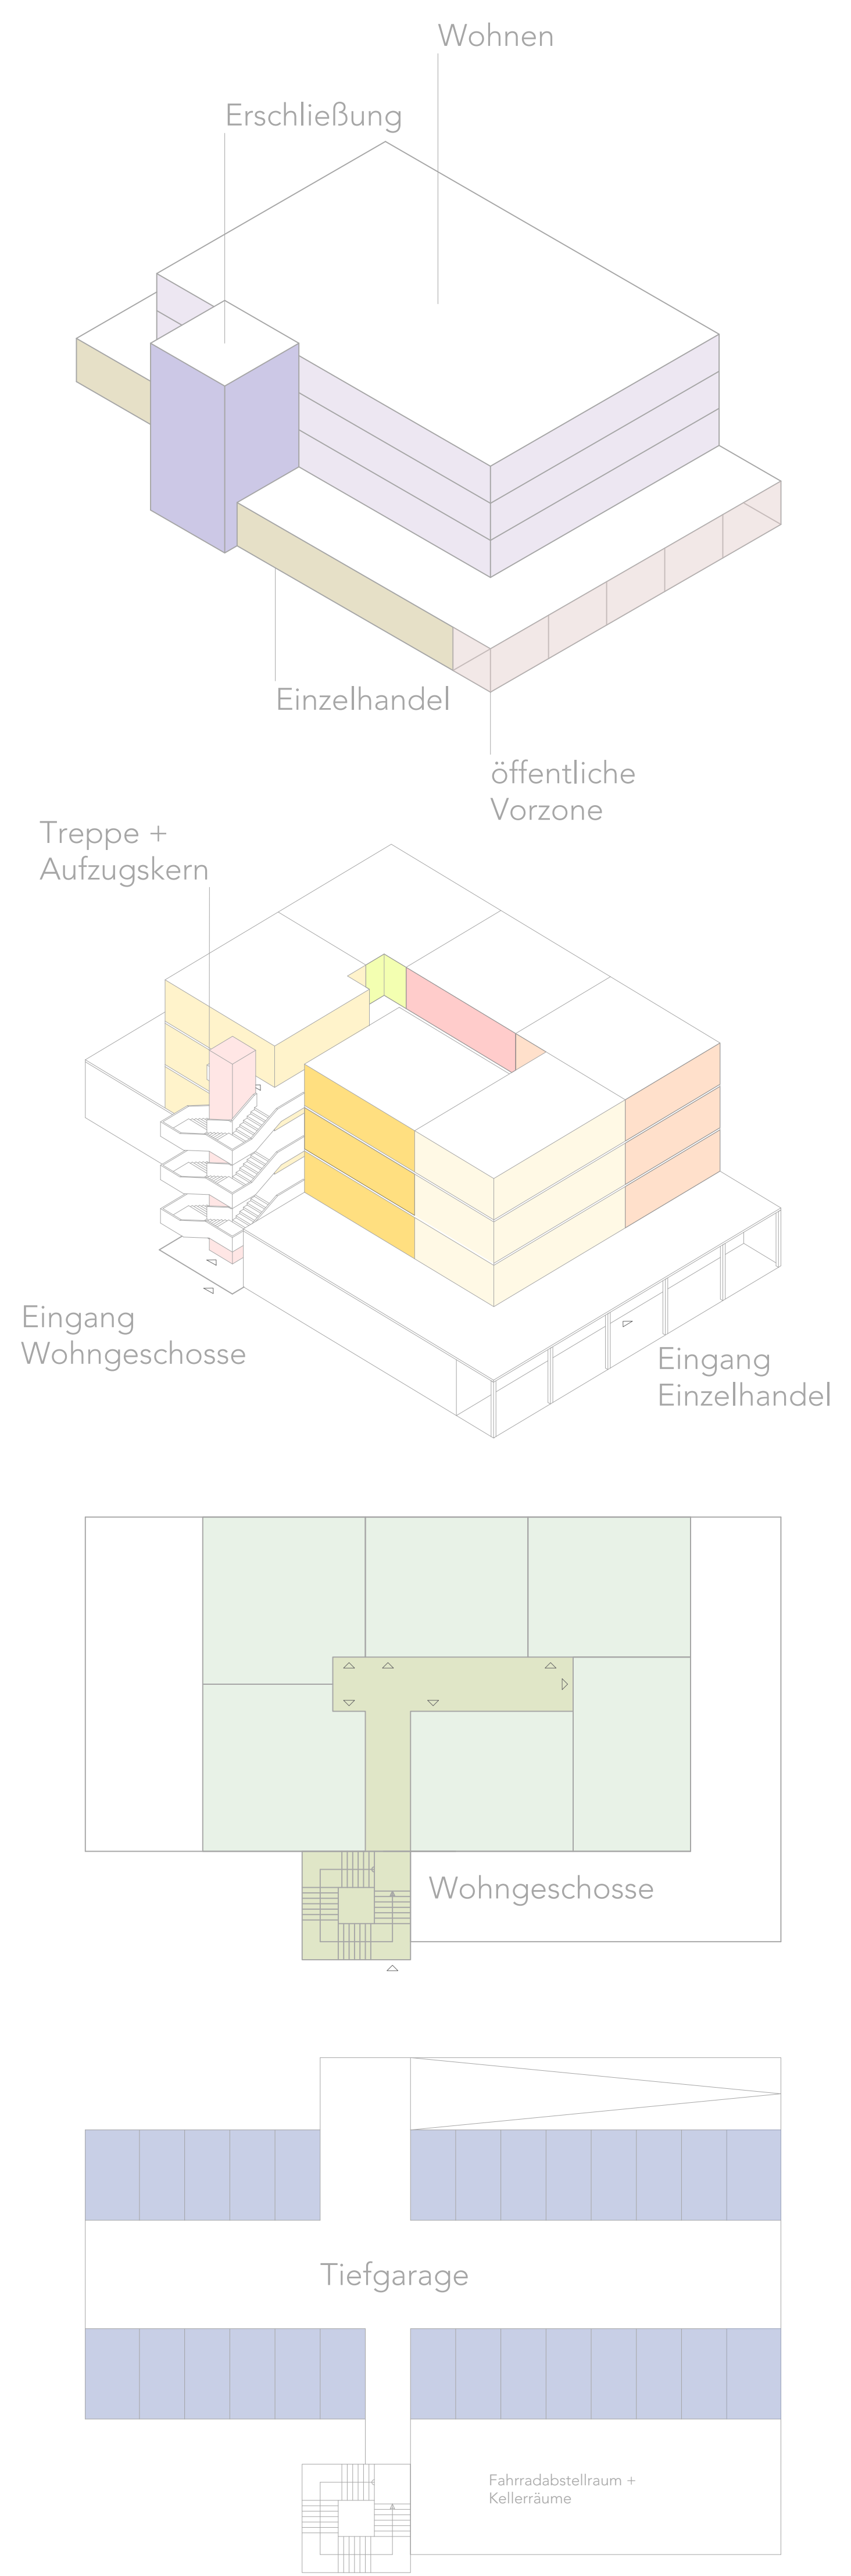 Wohnen
Erschließung
Einzelhandel
öffentliche
Vorzone
Treppe +
Aufzugskern
Eingang
Wohngeschosse
Eingang
Einzelhandel
Wohngeschosse
Tiefgarage
Fahrradabstellraum +
Kellerräume